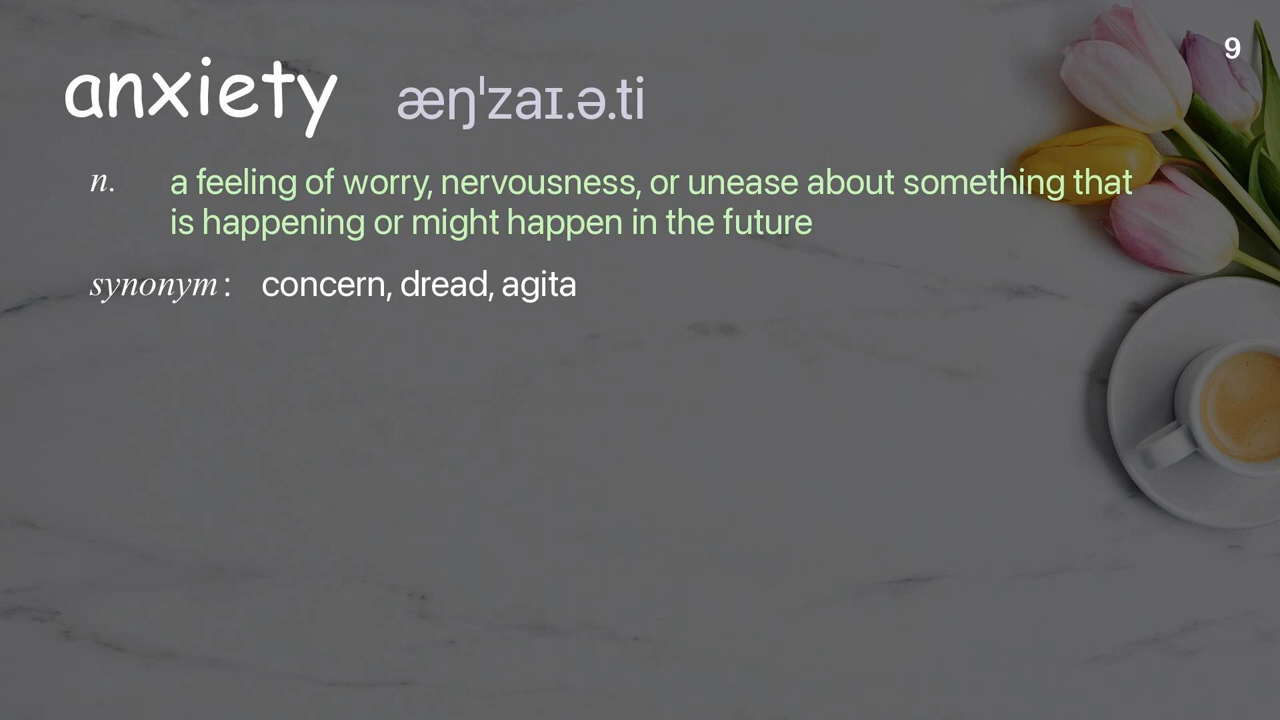 9
anxiety æŋˈzaɪ.ə.ti
n. a feeling of worry, nervousness, or unease about something that
is happening or might happen in the future
synonym: concern, dread, agita